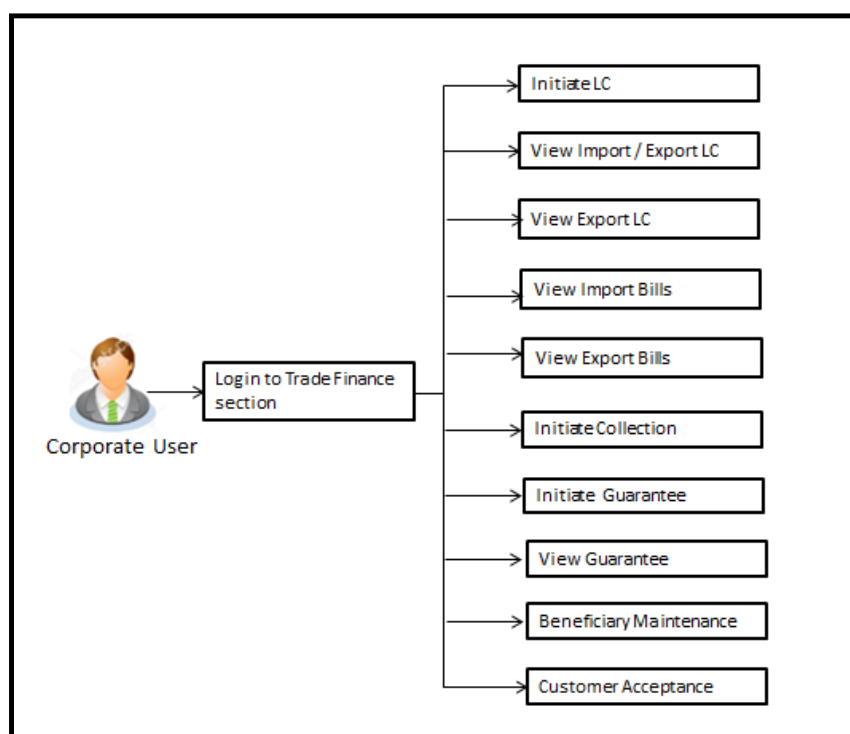 Initiate LC
View Import / Export LC
View Export LC
View Import Bills
View Export Bills
Login to Trade Finance
section
Corporate User
Initiate Collection
Initiate Guarantee
View Guarantee
Beneficiary Maintenance
Customer Acceptance